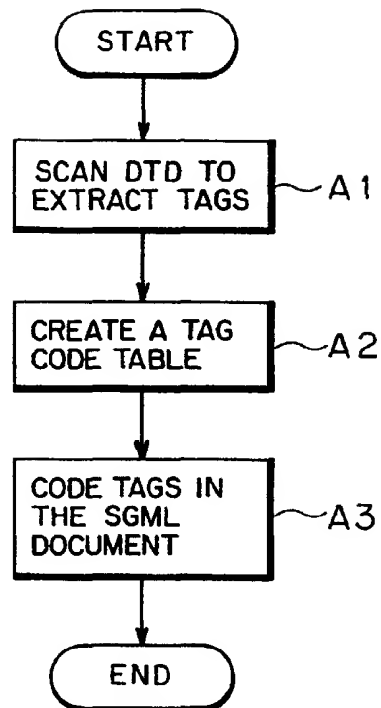 START
SCAN DTD TO
EXTRACT TAGS
A1
CREATE A TAG
CODE TABLE
A2
CODE TAGS IN
THE SGML
DOCUMENT
A3
END